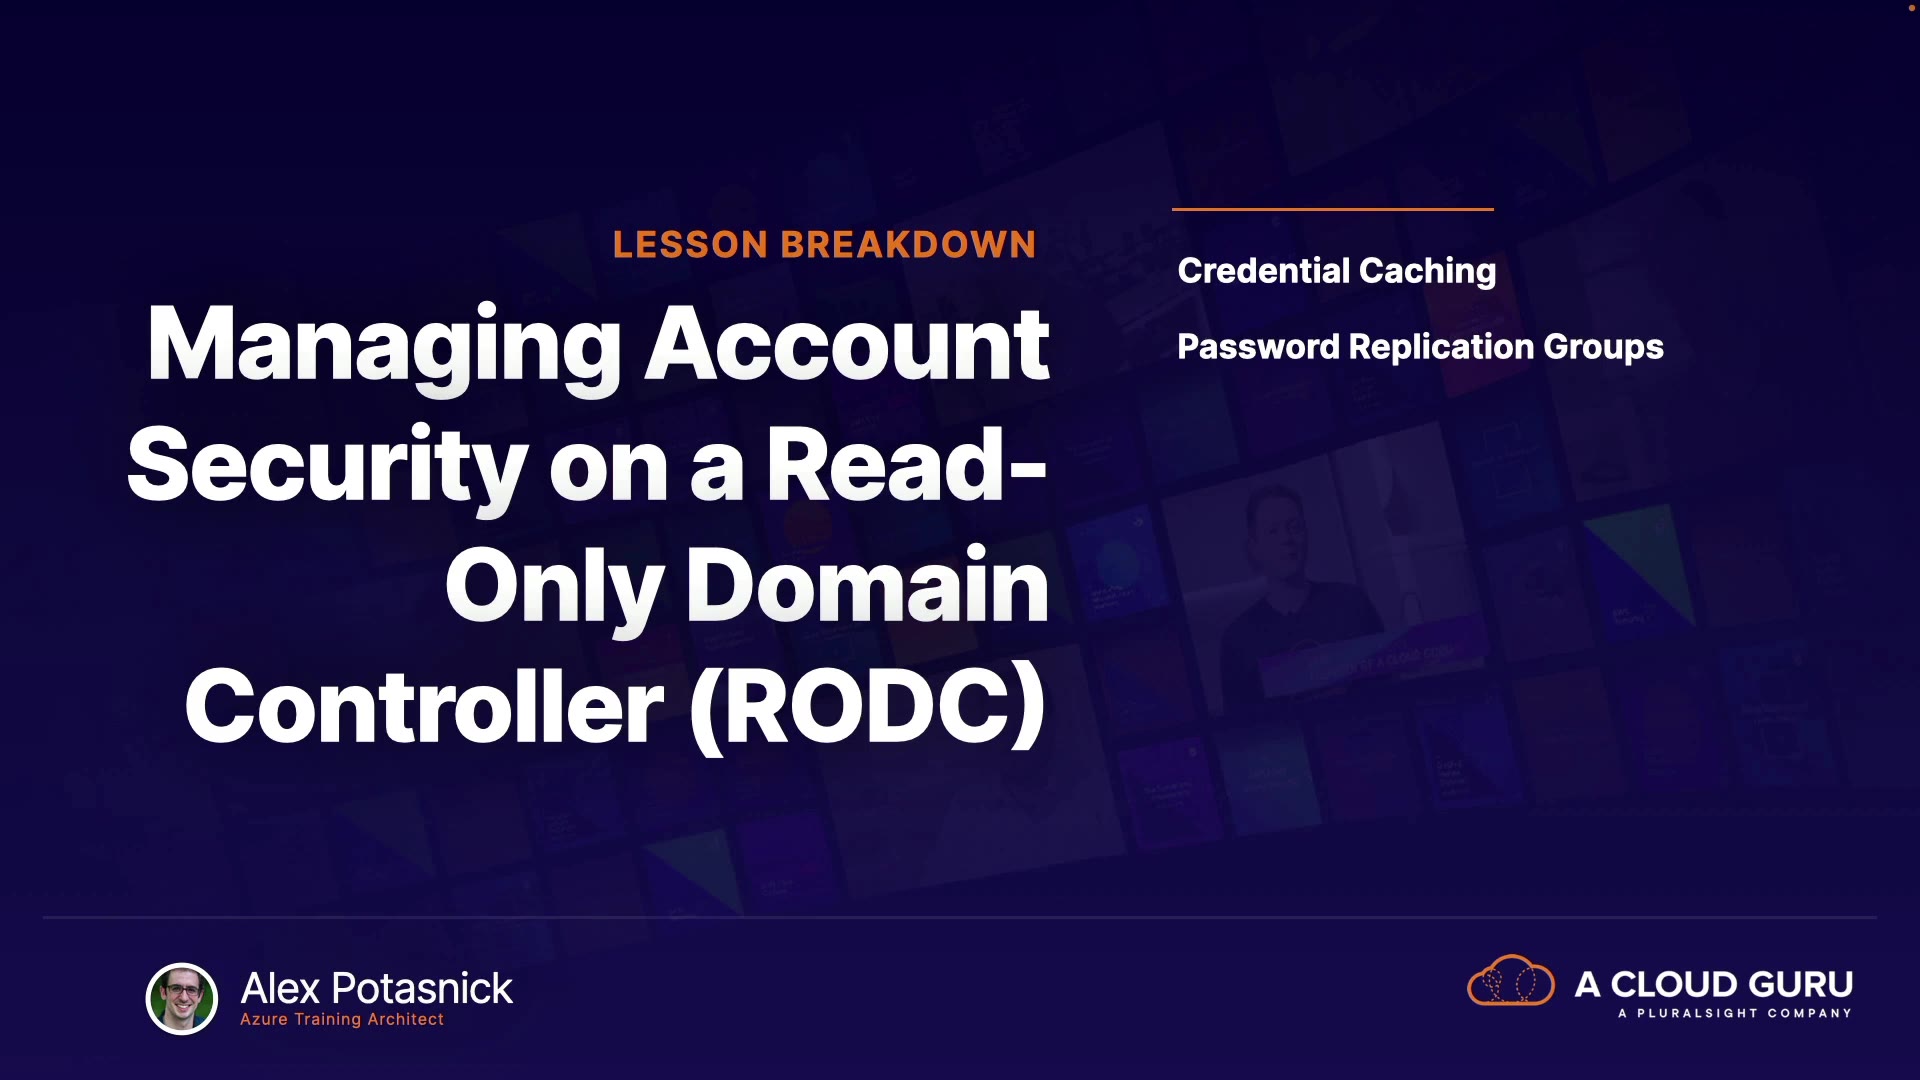 LESSON BREAKDOWN
Managing Account
Security on a Read-
Only Domain
Controller (RODC)
Credential Caching
Password Replication Groups
Alex Potasnick
Azure Training Architect
A CLOUD GURU
A PLURALSIGHT COMPANY